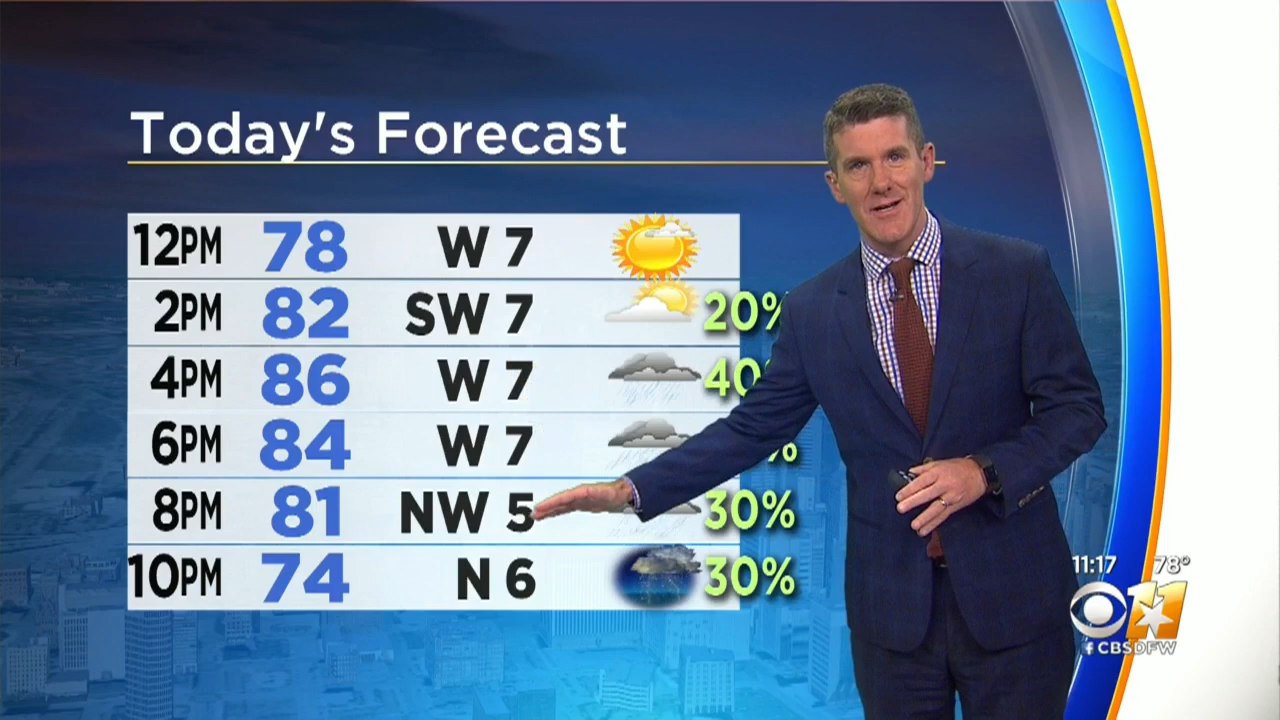 Today's Forecast
12PM 78 W 7
2PM 82 SW 7 20%
4PM 86 W 7
6PM 84 W 7
8PM 81 NW 5 30%
10PM 74 N 6 30%
11:17 78°
11
f CBSDFW